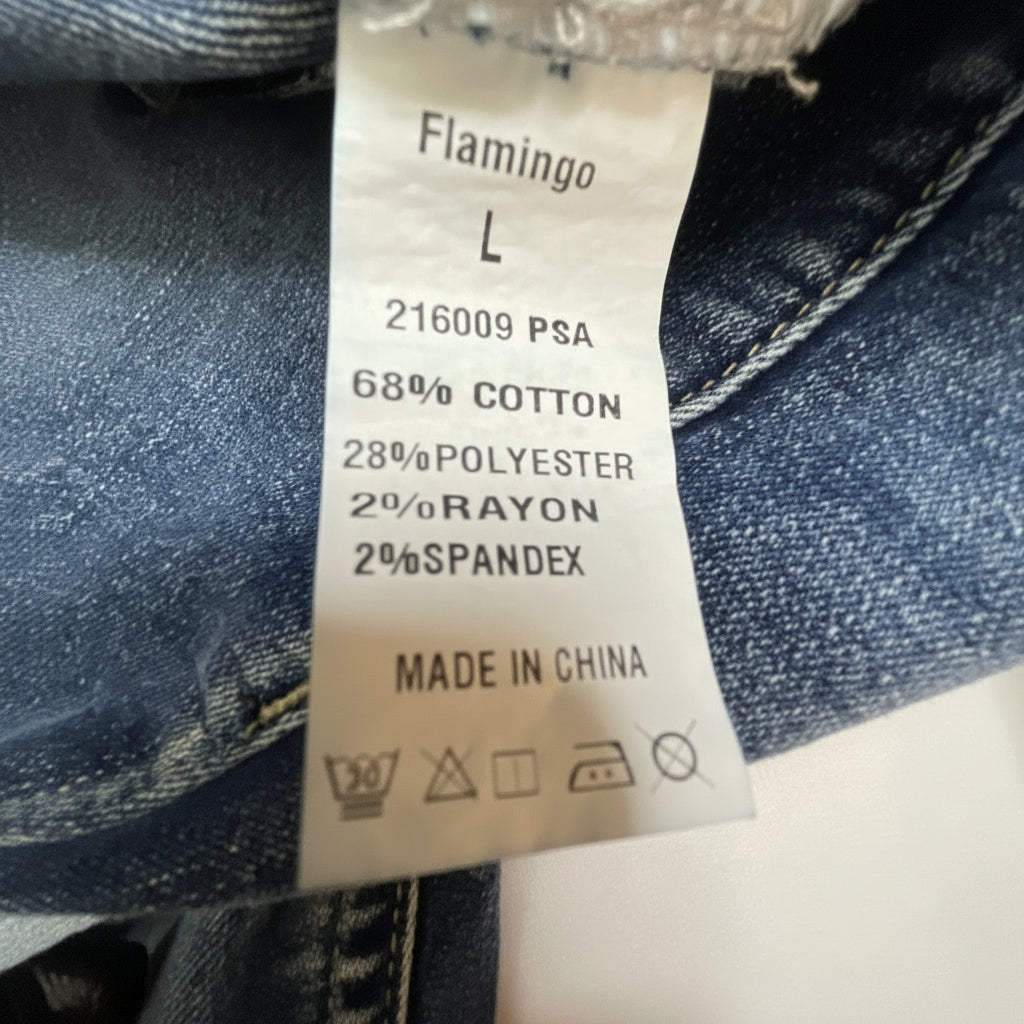 Flamingo
L
216009 PSA
68% COTTON
28%POLYESTER
2%RAYON
2%SPANDEX
MADE IN CHINA
30